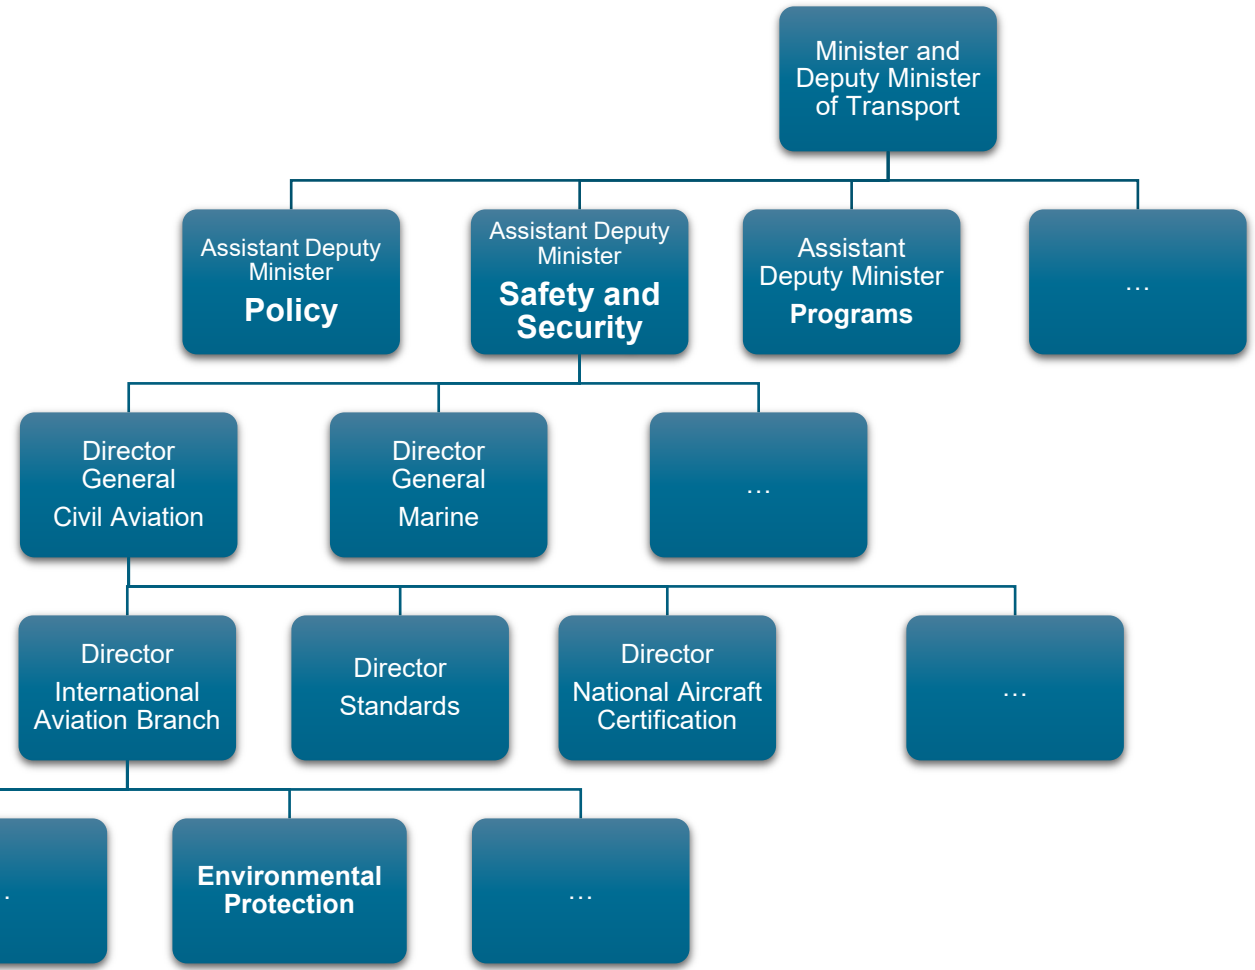 Minister and
Deputy Minister
of Transport
Assistant Deputy
Minister
Policy
Assistant Deputy
Minister
Safety and
Security
Assistant
Deputy Minister
Programs
…
Director
General
Civil Aviation
Director
General
Marine
…
Director
International
Aviation Branch
Director
Standards
Director
National Aircraft
Certification
…
.
Environmental
Protection
…